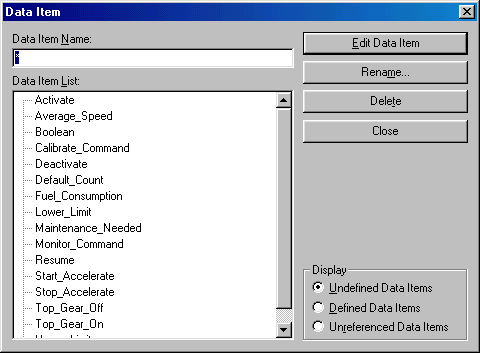 Data Item
Data Item Name:
*
Data Item List:
Activate
Average_Speed
Boolean
Calibrate_Command
Deactivate
Default_Count
Fuel_Consumption
Lower_Limit
Maintenance_Needed
Monitor_Command
Resume
Start_Accelerate
Stop_Accelerate
Top_Gear_Off
Top_Gear_On
Edit Data Item
Rename...
Delete
Close
Display
Undefined Data Items
Defined Data Items
Unreferenced Data Items